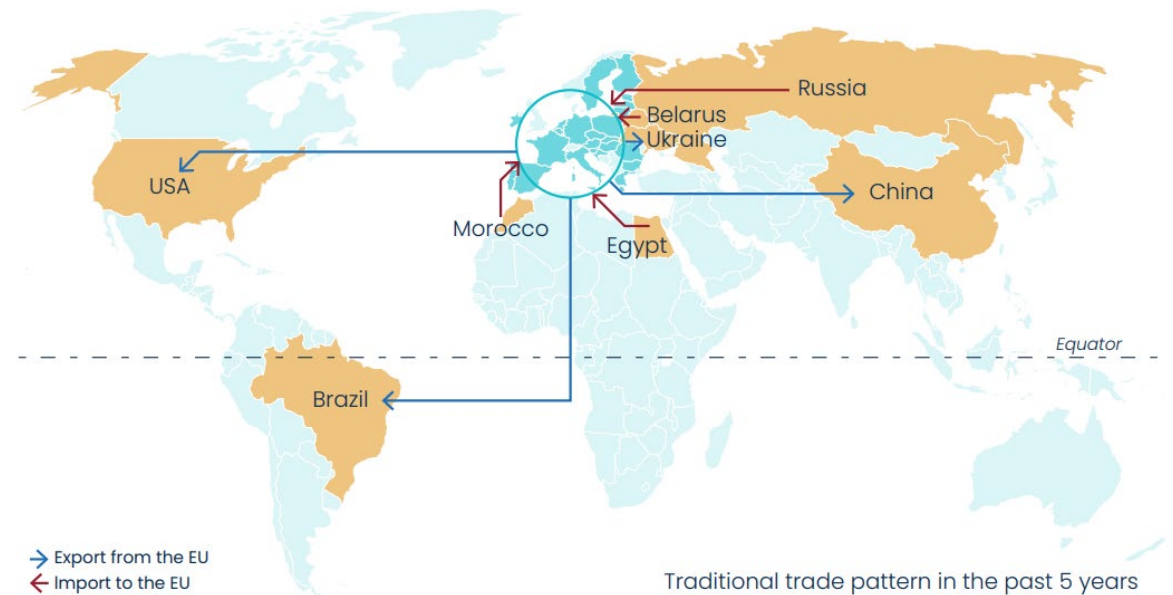 Russia
Belarus
Ukraine
USA
China
Morocco
Egypt
Equator
Brazil
Export from the EU
Import to the EU
Traditional trade pattern in the past 5 years